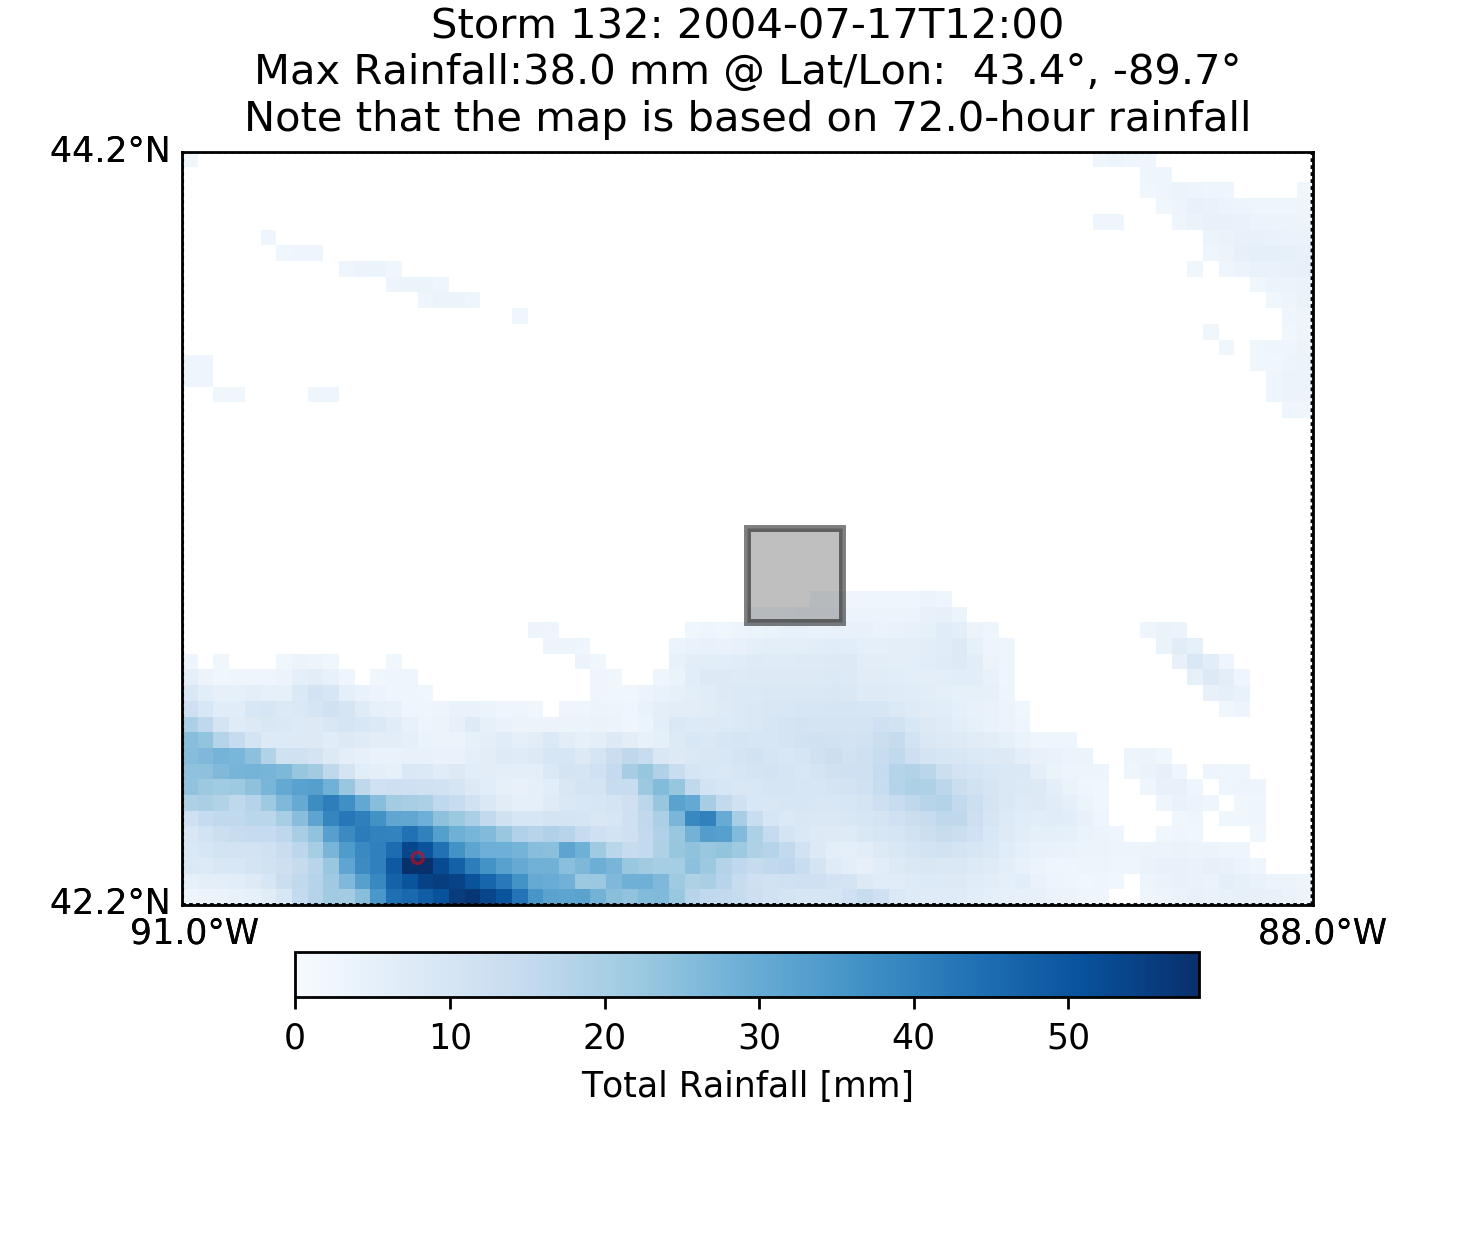 Storm 132: 2004-07-17T12:00
Max Rainfall:38.0 mm @ Lat/Lon:  43.4°, -89.7°
Note that the map is based on 72.0-hour rainfall
44.2°N
42.2°N
91.0°W
88.0°W
0 10 20 30 40 50
Total Rainfall [mm]